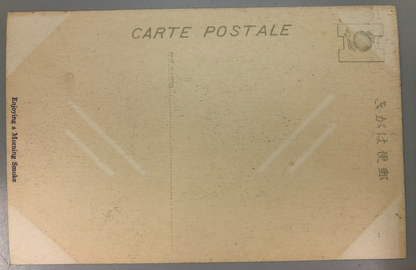 CARTE POSTALE
郵便はがき
Enjoying a Morning Smoke